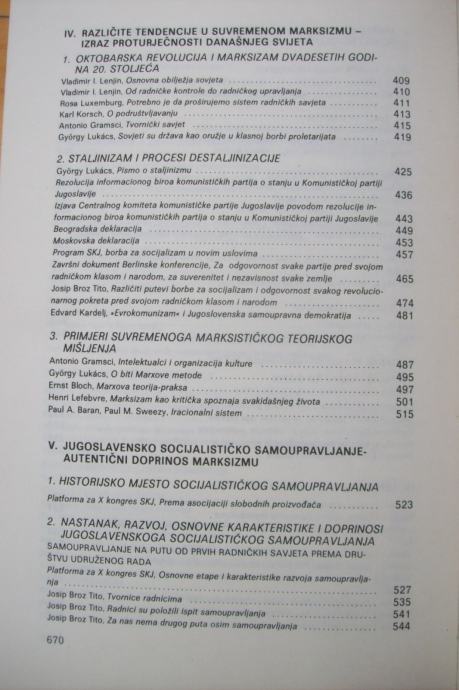 IV. RAZLIČITE TENDENCIJE U SUVREMENOM MARKSIZMU –
IZRAZ PROTURJEČNOSTI DANAŠNJEG SVIJETA
1. OKTOBARSKA REVOLUCIJA I MARKSIZAM DVADESETIH GODI-
NA 20. STOLJEĆA
Vladimir I. Lenjin, Osnovna obilježja sovjeta 409
Vladimir I. Lenjin, Od radničke kontrole do radničkog upravljanja 410
Rosa Luxemburg, Potrebno je da proširujemo sistem radničkih savjeta 411
Karl Korsch, O podruštvljavanju 413
Antonio Gramsci, Tvornički savjet 415
György Lukács, Sovjeti su država kao oružje u klasnoj borbi proletarijata 419
2. STALJINIZAM I PROCESI DESTALJINIZACIJE
György Lukács, Pismo o staljinizmu 425
Rezolucija Informacionog biroa komunističkih partija o stanju u Komunističkoj partiji
Jugoslavije 436
Izjava Centralnog komiteta komunističke partije Jugoslavije povodom rezolucije In-
formacionog biroa komunističkih partija o stanju u Komunističkoj partiji Jugoslavije 443
Beogradska deklaracija 449
Moskovska deklaracija 453
Program SKJ, borba za socijalizam u novim uslovima 457
Završni dokument Berlinske konferencije, Za odgovornost svake partije pred svojom
radničkom klasom i narodom, za suverenitet i nezavisnost svake zemlje 465
Josip Broz Tito, Različiti putevi borbe za socijalizam i odgovornost svakog revolucio-
narnog pokreta pred svojom radničkom klasom i narodom 474
Edvard Kardelj, «Evrokomunizam« i Jugoslavenska samoupravna demokratija 481
3. PRIMJERI SUVREMENOGA MARKSISTIČKOG TEORIJSKOG
MIŠLJENJA
Antonio Gramsci, Intelektualci i organizacija kulture 487
György Lukács, O biti Marxove metode 495
Ernst Bloch, Marxova teorija-praksa 497
Henri Lefebvre, Marksizam kao kritička spoznaja svakidašnjeg života 501
Paul A. Baran, Paul M. Sweezy, Iracionalni sistem 515
V. JUGOSLAVENSKO SOCIJALISTIČKO SAMOUPRAVLJANJE-
AUTENTIČNI DOPRINOS MARKSIZMU
1. HISTORIJSKO MJESTO SOCIJALISTIČKOG SAMOUPRAVLJANJA
Platforma za X kongres SKJ, Prema asocijaciji slobodnih proizvođača 523
2. NASTANAK, RAZVOJ, OSNOVNE KARAKTERISTIKE I DOPRINOSI
JUGOSLAVENSKOGA SOCIJALISTIČKOG SAMOUPRAVLJANJA
SAMOUPRAVLJANJE NA PUTU OD PRVIH RADNIČKIH SAVJETA PREMA DRU-
ŠTVU UDRUŽENOG RADA
Platforma za X kongres SKJ, Osnovne etape i karakteristike razvoja samoupravlja-
nja 527
Josip Broz Tito, Tvornice radnicima 535
Josip Broz Tito, Radnici su položili ispit samoupravljanja 541
Josip Broz Tito, Za nas nema drugog puta osim samoupravljanja 544
670